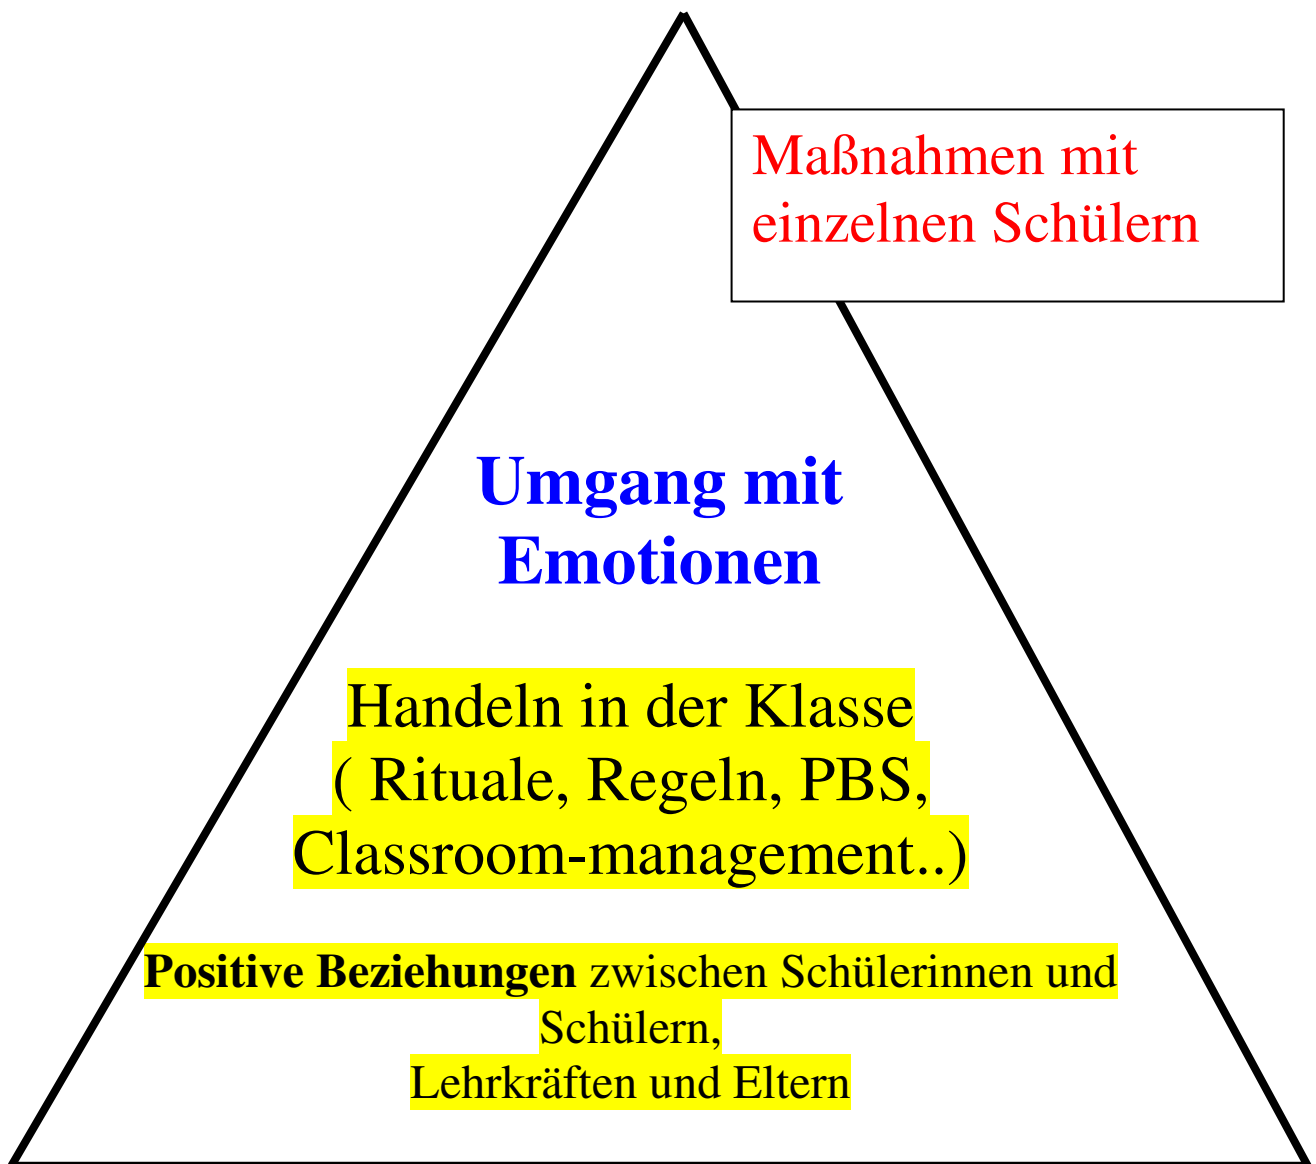 Maßnahmen mit
einzelnen Schülern
Umgang mit
Emotionen
Handeln in der Klasse
( Rituale, Regeln, PBS,
Classroom-management..)
Positive Beziehungen zwischen Schülerinnen und
Schülern,
Lehrkräften und Eltern